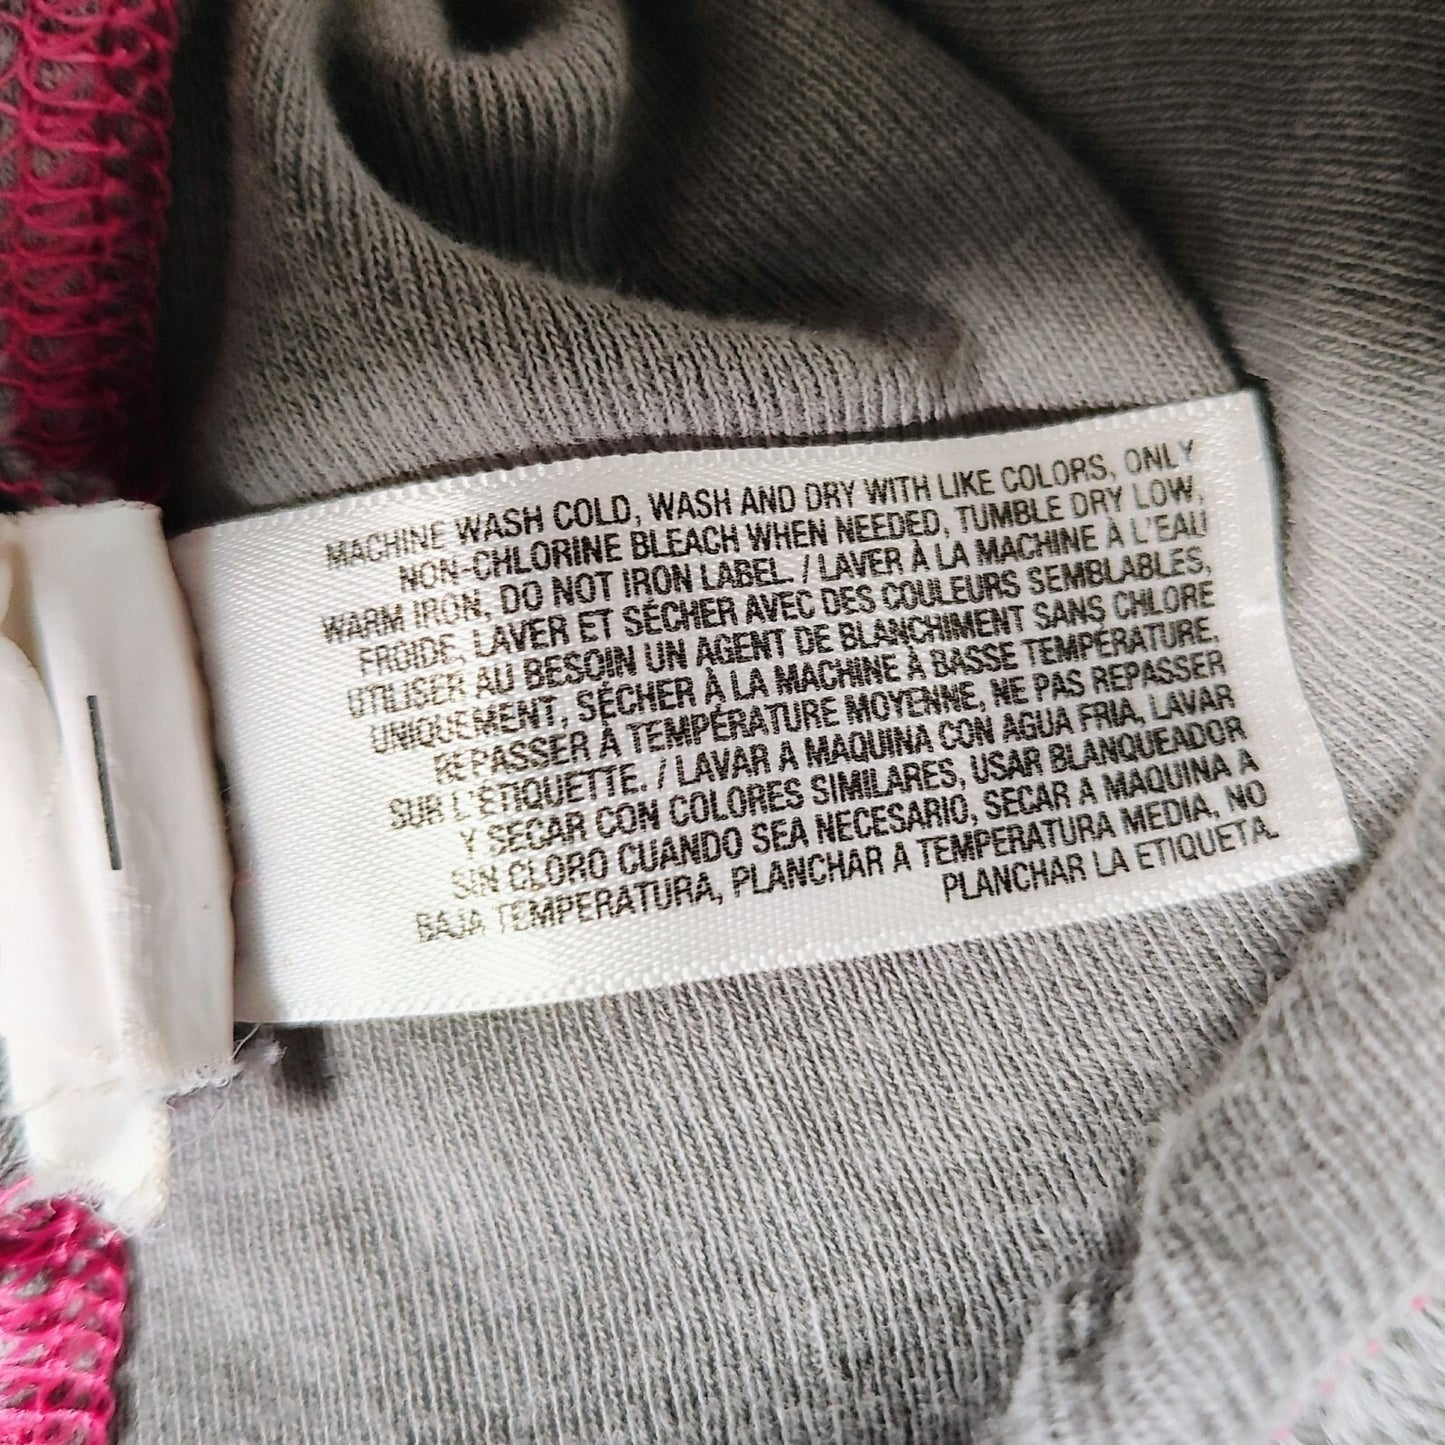 MACHINE WASH COLD, WASH AND DRY WITH LIKE COLORS, ONLY
NON-CHLORINE BLEACH WHEN NEEDED, TUMBLE DRY LOW,
WARM IRON, DO NOT IRON LABEL. / LAVER À LA MACHINE À L'EAU
FROIDE, LAVER ET SÉCHER AVEC DES COULEURS SEMBLABLES,
UTILISER AU BESOIN UN AGENT DE BLANCHIMENT SANS CHLORE
UNIQUEMENT, SÉCHER À LA MACHINE À BASSE TEMPÉRATURE,
REPASSER À TEMPÉRATURE MOYENNE, NE PAS REPASSER
SUR L'ÉTIQUETTE. / LAVAR A MAQUINA CON AGUA FRIA, LAVAR
Y SECAR CON COLORES SIMILARES, USAR BLANQUEADOR
SIN CLORO CUANDO SEA NECESARIO, SECAR A MAQUINA A
BAJA TEMPERATURA, PLANCHAR A TEMPERATURA MEDIA, NO
PLANCHAR LA ETIQUETA.